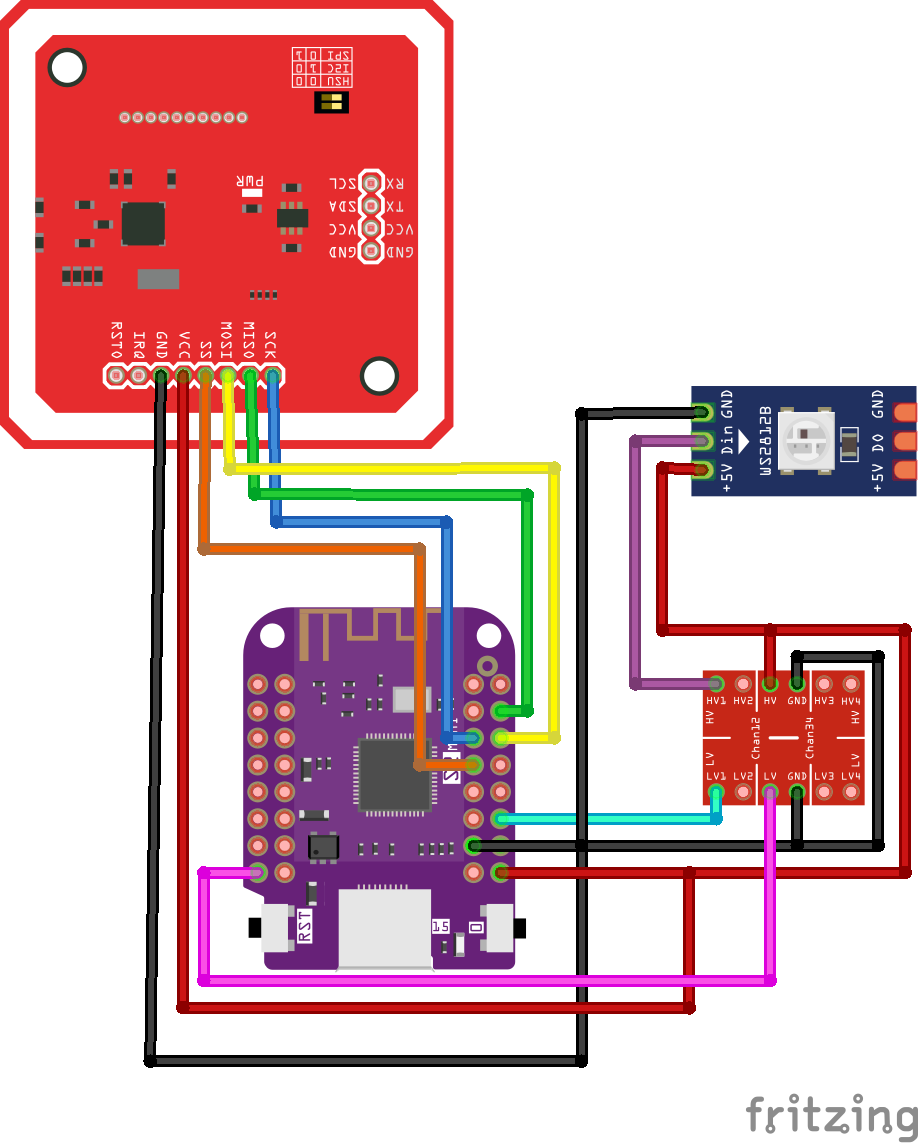 SPI 0 1
I2C 1 0
HSU 0 0
PWR
SCL RX
SDA TX
VCC VCC
GND GND
RSTO IRQ GND VCC SS MOSI MISO SCK
GND
Din
+5V
WS2812B
GND
DO
+5V
HV1 HV2 HV GND HV3 HV4
HV
HV
Chan12
Chan34
LV
LV
LV1 LV2 LV GND LV3 LV4
RST
15
0
fritzing